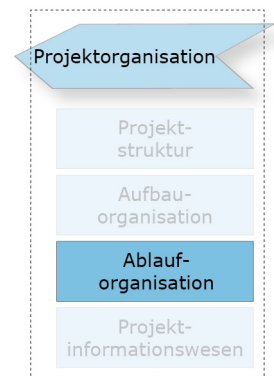 Projektorganisation
Projekt-
struktur
Aufbau-
organisation
Ablauf-
organisation
Projekt-
informationswesen